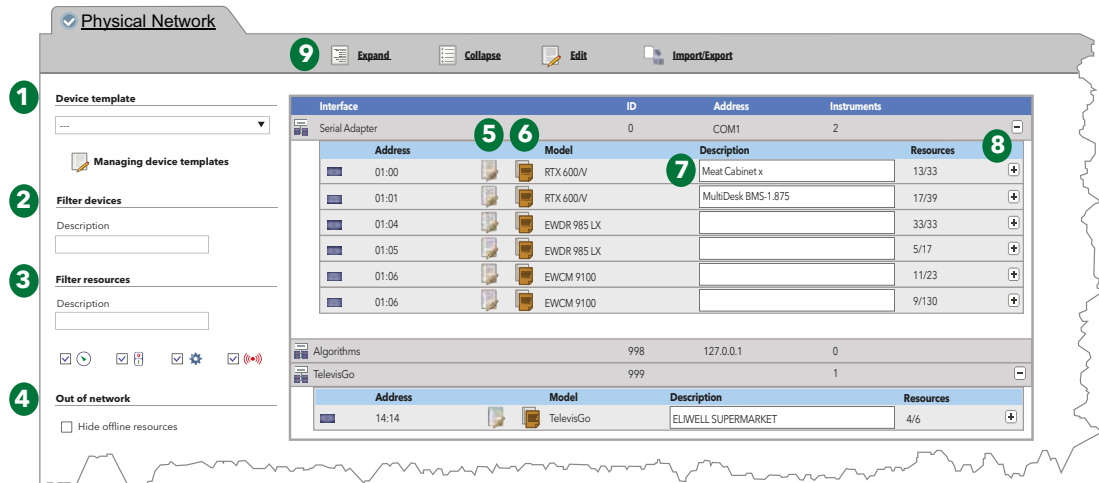 Physical Network
9 Expand Collapse Edit Import/Export
1 Device template
---
Managing device templates
2 Filter devices
Description
3 Filter resources
Description
4 Out of network
Hide offline resources
Interface ID Address Instruments
Serial Adapter 0 COM1 2
5 6 7 8
Address Model Description Resources
01:00 RTX 600/V Meat Cabinet x 13/33
01:01 RTX 600/V MultiDesk BMS-1.875 17/39
01:04 EWDR 985 LX 33/33
01:05 EWDR 985 LX 5/17
01:06 EWCM 9100 11/23
01:06 EWCM 9100 9/130
Algorithms 998 127.0.0.1 0
TelevisGo 999 1
Address Model Description Resources
14:14 TelevisGo ELIWELL SUPERMARKET 4/6